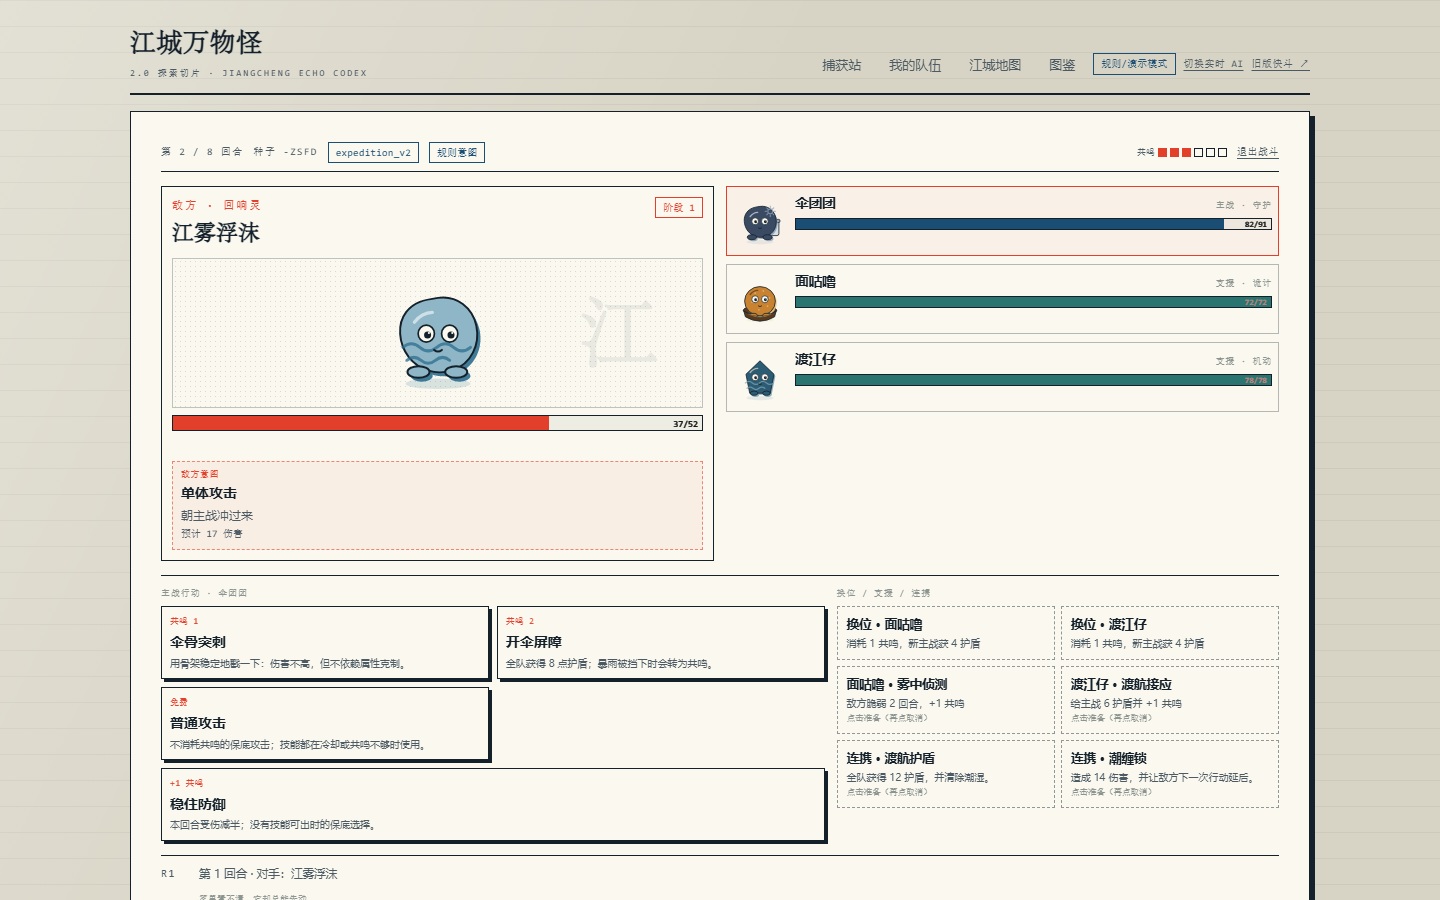 江城万物怪
2.0 探索切片 · JIANGCHENG ECHO CODEX
捕获站 我的队伍 江城地图 图鉴 规则/演示模式 切换实时 AI 旧版快斗 ↗
第 2 / 8 回合 种子 -ZSFD expedition_v2 规则意图
共鸣 退出战斗
敌方 · 回响灵
阶段 1
江雾浮沫
江
37/52
敌方意图
单体攻击
朝主战冲过来
预计 17 伤害
伞团团
主战 · 守护
82/91
面咕噜
支援 · 诡计
72/72
渡江仔
支援 · 机动
78/78
主战行动 · 伞团团
共鸣 1
伞骨突刺
用骨架稳定地戳一下：伤害不高，但不依赖属性克制。
共鸣 2
开伞屏障
全队获得 8 点护盾；暴雨被挡下时会转为共鸣。
免费
普通攻击
不消耗共鸣的保底攻击；技能都在冷却或共鸣不够时使用。
+1 共鸣
稳住防御
本回合受伤减半；没有技能可出时的保底选择。
换位 / 支援 / 连携
换位 · 面咕噜
消耗 1 共鸣，新主战获 4 护盾
换位 · 渡江仔
消耗 1 共鸣，新主战获 4 护盾
面咕噜 · 雾中侦测
敌方脆弱 2 回合，+1 共鸣
点击准备（再点取消）
渡江仔 · 渡航接应
给主战 6 护盾并 +1 共鸣
点击准备（再点取消）
连携 · 渡航护盾
全队获得 12 护盾，并清除潮湿。
点击准备（再点取消）
连携 · 潮缠锁
造成 14 伤害，并让敌方下一次行动延后。
点击准备（再点取消）
R1 第 1 回合 · 对手：江雾浮沫